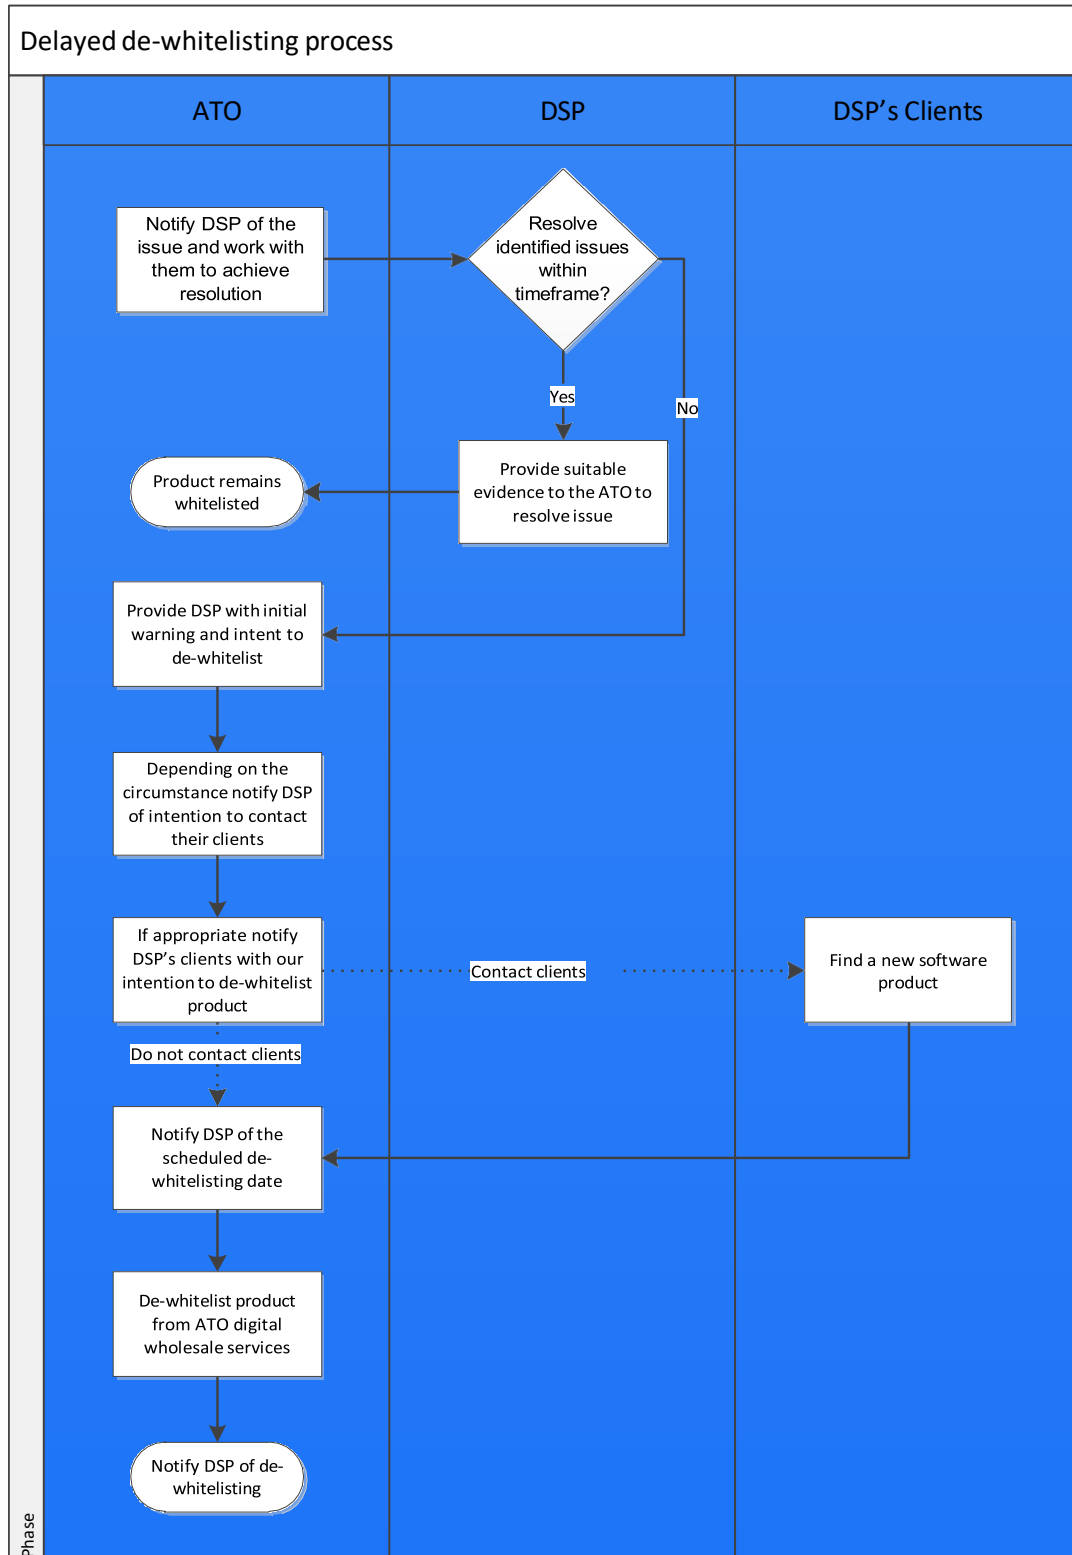 Delayed de-whitelisting process
ATO
DSP
DSP's Clients
Notify DSP of the
issue and work with
them to achieve
resolution
Resolve
identified issues
within
timeframe?
Yes
No
Provide suitable
evidence to the ATO to
resolve issue
Product remains
whitelisted
Provide DSP with initial
warning and intent to
de-whitelist
Depending on the
circumstance notify DSP
of intention to contact
their clients
If appropriate notify
DSP's clients with our
intention to de-whitelist
product
Contact clients
Find a new software
product
Do not contact clients
Notify DSP of the
scheduled de-
whitelisting date
De-whitelist product
from ATO digital
wholesale services
Notify DSP of de-
whitelisting
Phase